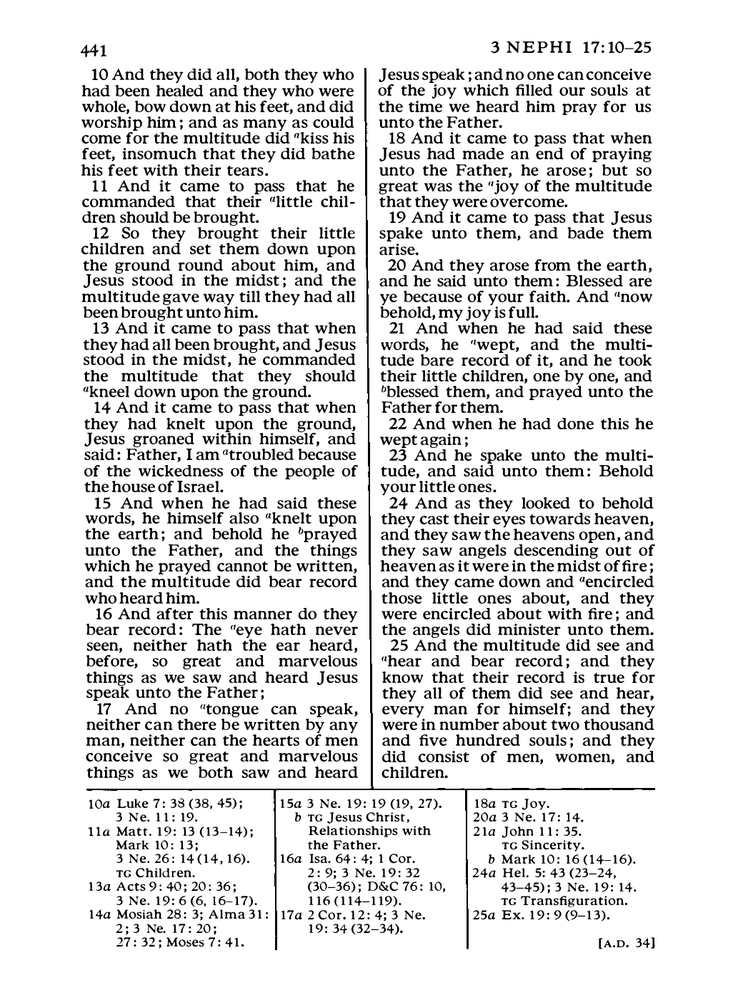 441
3 NEPHI 17:10–25
10 And they did all, both they who
had been healed and they who were
whole, bow down at his feet, and did
worship him; and as many as could
come for the multitude did akiss his
feet, insomuch that they did bathe
his feet with their tears.
11 And it came to pass that he
commanded that their alittle chil-
dren should be brought.
12 So they brought their little
children and set them down upon
the ground round about him, and
Jesus stood in the midst; and the
multitude gave way till they had all
been brought unto him.
13 And it came to pass that when
they had all been brought, and Jesus
stood in the midst, he commanded
the multitude that they should
akneel down upon the ground.
14 And it came to pass that when
they had knelt upon the ground,
Jesus groaned within himself, and
said: Father, I am atroubled because
of the wickedness of the people of
the house of Israel.
15 And when he had said these
words, he himself also aknelt upon
the earth; and behold he bprayed
unto the Father, and the things
which he prayed cannot be written,
and the multitude did bear record
who heard him.
16 And after this manner do they
bear record: The aeye hath never
seen, neither hath the ear heard,
before, so great and marvelous
things as we saw and heard Jesus
speak unto the Father;
17 And no atongue can speak,
neither can there be written by any
man, neither can the hearts of men
conceive so great and marvelous
things as we both saw and heard
Jesus speak; and no one can conceive
of the joy which filled our souls at
the time we heard him pray for us
unto the Father.
18 And it came to pass that when
Jesus had made an end of praying
unto the Father, he arose; but so
great was the ajoy of the multitude
that they were overcome.
19 And it came to pass that Jesus
spake unto them, and bade them
arise.
20 And they arose from the earth,
and he said unto them: Blessed are
ye because of your faith. And anow
behold, my joy is full.
21 And when he had said these
words, he awept, and the multi-
tude bare record of it, and he took
their little children, one by one, and
bblessed them, and prayed unto the
Father for them.
22 And when he had done this he
wept again;
23 And he spake unto the multi-
tude, and said unto them: Behold
your little ones.
24 And as they looked to behold
they cast their eyes towards heaven,
and they saw the heavens open, and
they saw angels descending out of
heaven as it were in the midst of fire;
and they came down and aencircled
those little ones about, and they
were encircled about with fire; and
the angels did minister unto them.
25 And the multitude did see and
ahear and bear record; and they
know that their record is true for
they all of them did see and hear,
every man for himself; and they
were in number about two thousand
and five hundred souls; and they
did consist of men, women, and
children.
10a Luke 7: 38 (38, 45);
3 Ne. 11: 19.
11a Matt. 19: 13 (13–14);
Mark 10: 13;
3 Ne. 26: 14 (14, 16).
TG Children.
13a Acts 9: 40; 20: 36;
3 Ne. 19: 6 (6, 16–17).
14a Mosiah 28: 3; Alma 31:
2; 3 Ne. 17: 20;
27: 32; Moses 7: 41.
15a 3 Ne. 19: 19 (19, 27).
b TG Jesus Christ,
Relationships with
the Father.
16a Isa. 64: 4; 1 Cor.
2: 9; 3 Ne. 19: 32
(30–36); D&C 76: 10,
116 (114–119).
17a 2 Cor. 12: 4; 3 Ne.
19: 34 (32–34).
18a TG Joy.
20a 3 Ne. 17: 14.
21a John 11: 35.
TG Sincerity.
b Mark 10: 16 (14–16).
24a Hel. 5: 43 (23–24,
43–45); 3 Ne. 19: 14.
TG Transfiguration.
25a Ex. 19: 9 (9–13).
[A.D. 34]